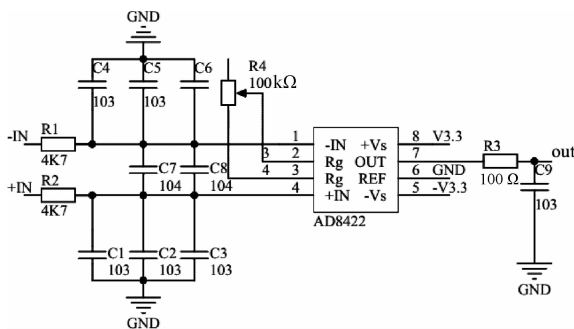 GND
C4 C5 C6 R4
103 103 103 100kΩ
-IN R1 1 -IN +Vs 8 V3.3 R3 out
4K7 C7 C8 3 2 Rg OUT 7 C9
+IN R2 104 104 4 3 Rg REF 6 GND 100 Ω
4K7 4 +IN -Vs 5 -V3.3 103
AD8422
C1 C2 C3
103 103 103
GND
GND